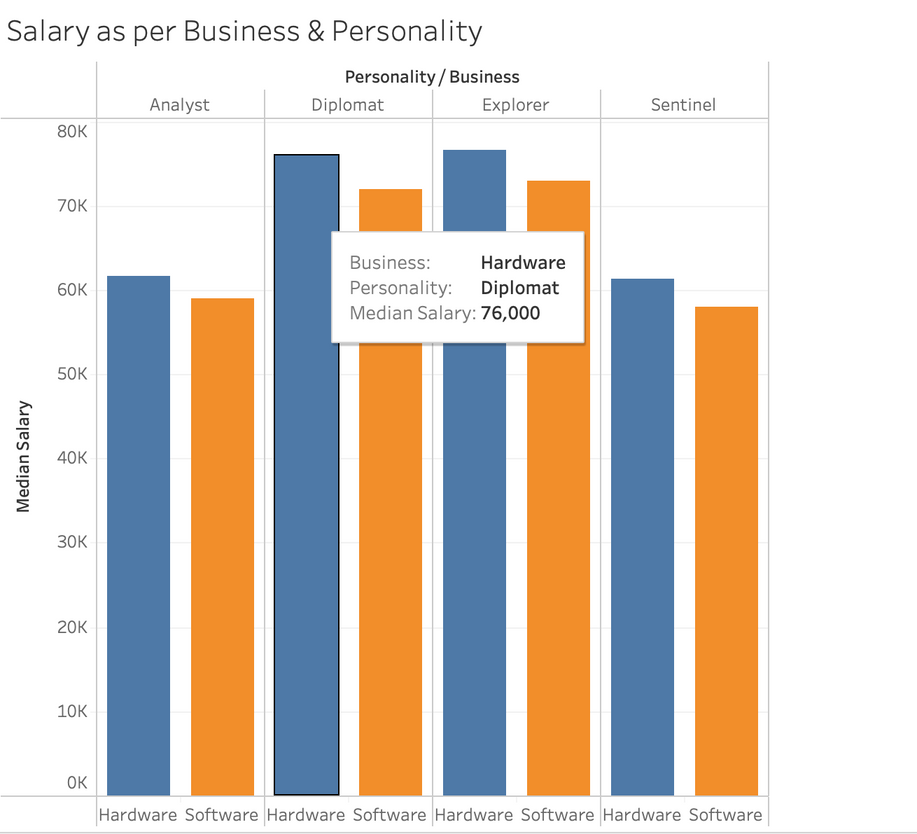 Salary as per Business & Personality
Personality / Business
Analyst Diplomat Explorer Sentinel
80K
70K
Business: Hardware
60K
Personality: Diplomat
Median Salary: 76,000
50K
Median Salary
40K
30K
20K
10K
0K
Hardware Software Hardware Software Hardware Software Hardware Software